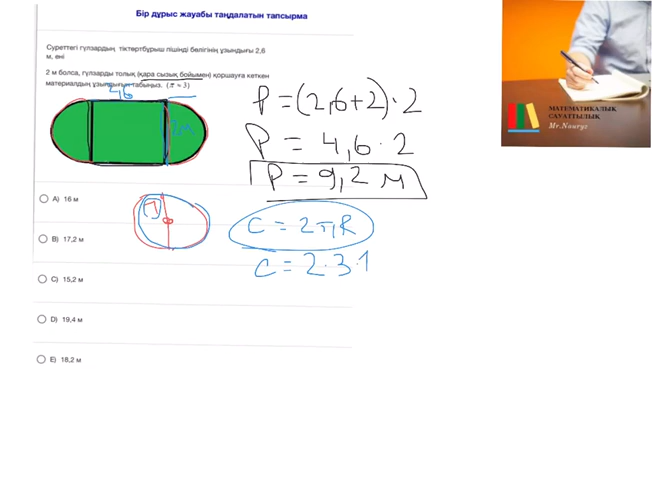 Бір дұрыс жауабы таңдалатын тапсырма
Суреттегі гүлзардың тіктөртбұрыш пішінді бөлігінің ұзындығы 2,6
м, ені
2 м болса, гүлзарды толық (қара сызық бойымен) қоршауға кеткен
материалдың ұзындығын табыңыз. (π ≈ 3)
2м
A) 16 м
B) 17,2 м
C) 15,2 м
D) 19,4 м
E) 18,2 м
P = (2,6+2)·2
P = 4,6·2
P = 9,2 м
C = 2πR
C = 2·3·1
МАТЕМАТИКАЛЫҚ
САУАТТЫЛЫҚ
Mr.Nauryz